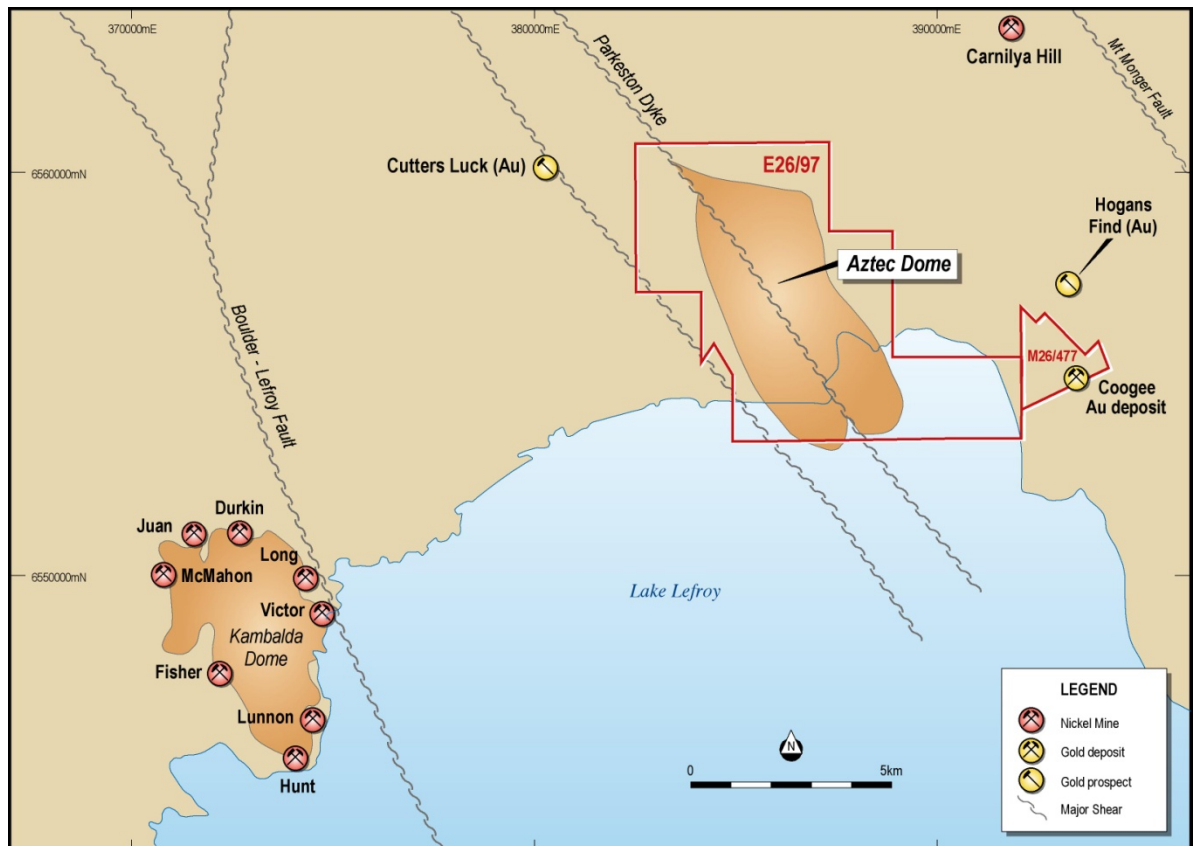 370000mE
380000mE
390000mE
Carnilya Hill
Mt Monger Fault
Parkeston Dyke
6560000mN
Cutters Luck (Au)
E26/97
Hogans
Find (Au)
Aztec Dome
Boulder - Lefroy Fault
M26/477
Coogee
Au deposit
Durkin
Juan
Long
6550000mN
McMahon
Victor
Lake Lefroy
Kambalda
Dome
Fisher
Lunnon
Hunt
N
0
5km
LEGEND
Nickel Mine
Gold deposit
Gold prospect
Major Shear